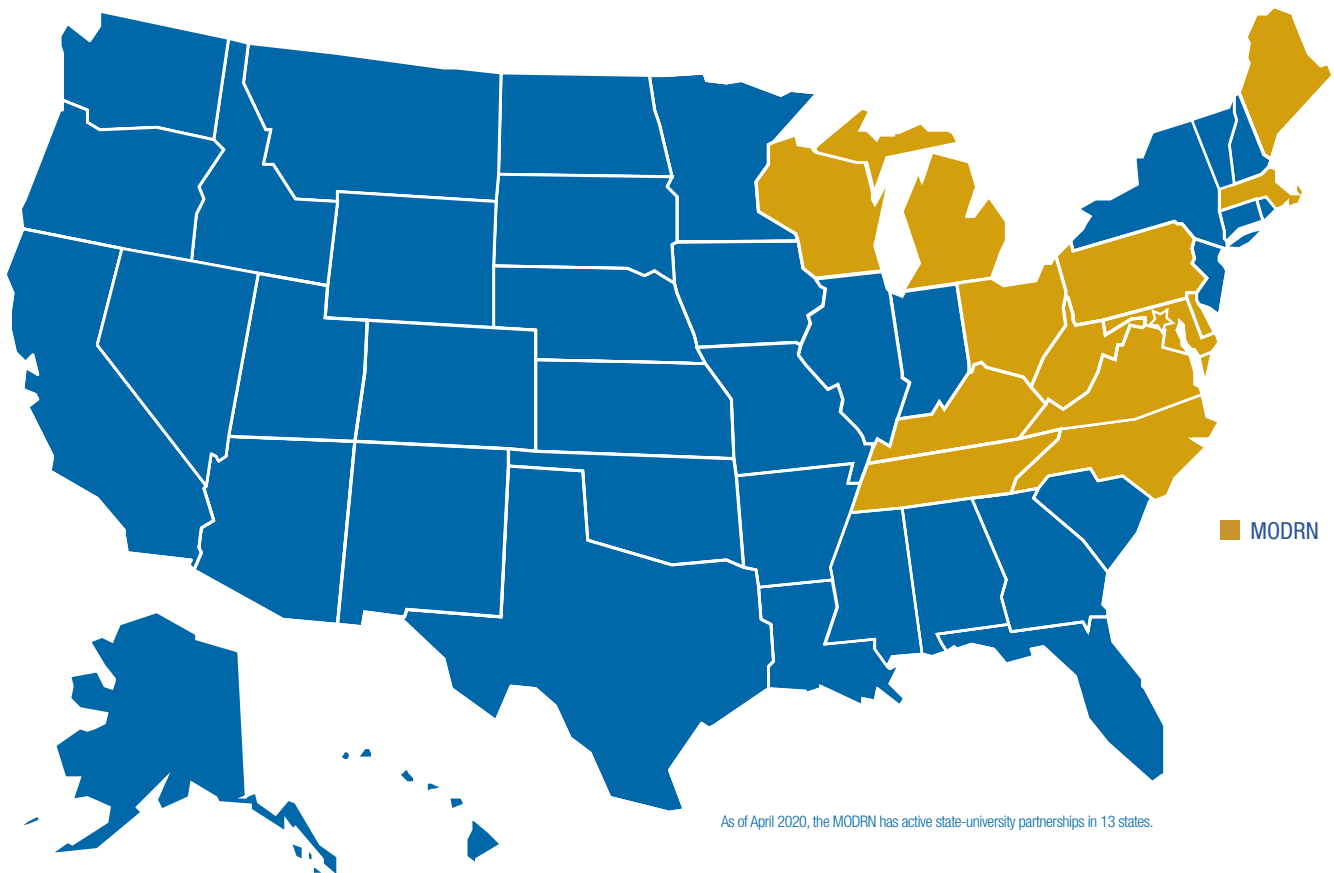 MODRN
As of April 2020, the MODRN has active state-university partnerships in 13 states.